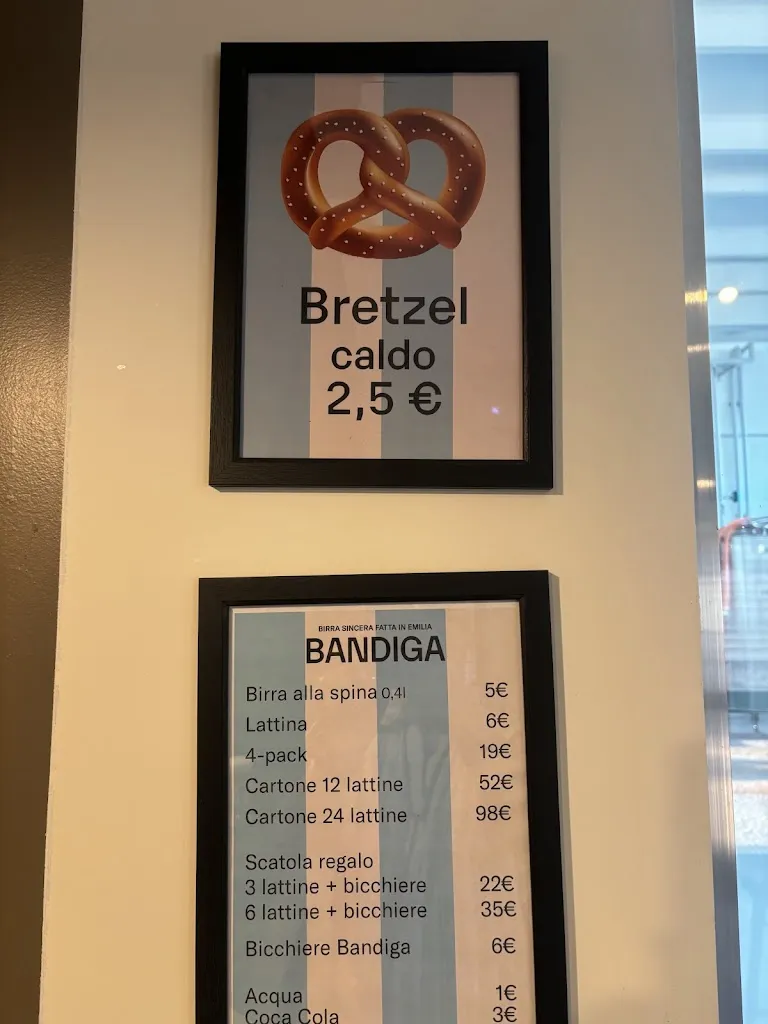 Bretzel
caldo
2,5 €
BIRRA SINCERA FATTA IN EMILIA
BANDIGA
Birra alla spina 0,4l 5€
Lattina 6€
4-pack 19€
Cartone 12 lattine 52€
Cartone 24 lattine 98€
Scatola regalo
3 lattine + bicchiere 22€
6 lattine + bicchiere 35€
Bicchiere Bandiga 6€
Acqua 1€
Coca Cola 3€